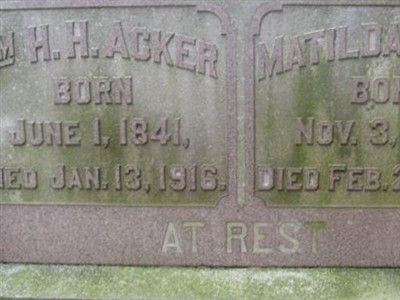 M H. H. ACKER
BORN
JUNE 1, 1841,
DIED JAN. 13, 1916.
MATILDA
BOR
NOV. 3,
DIED FEB. 2
AT REST